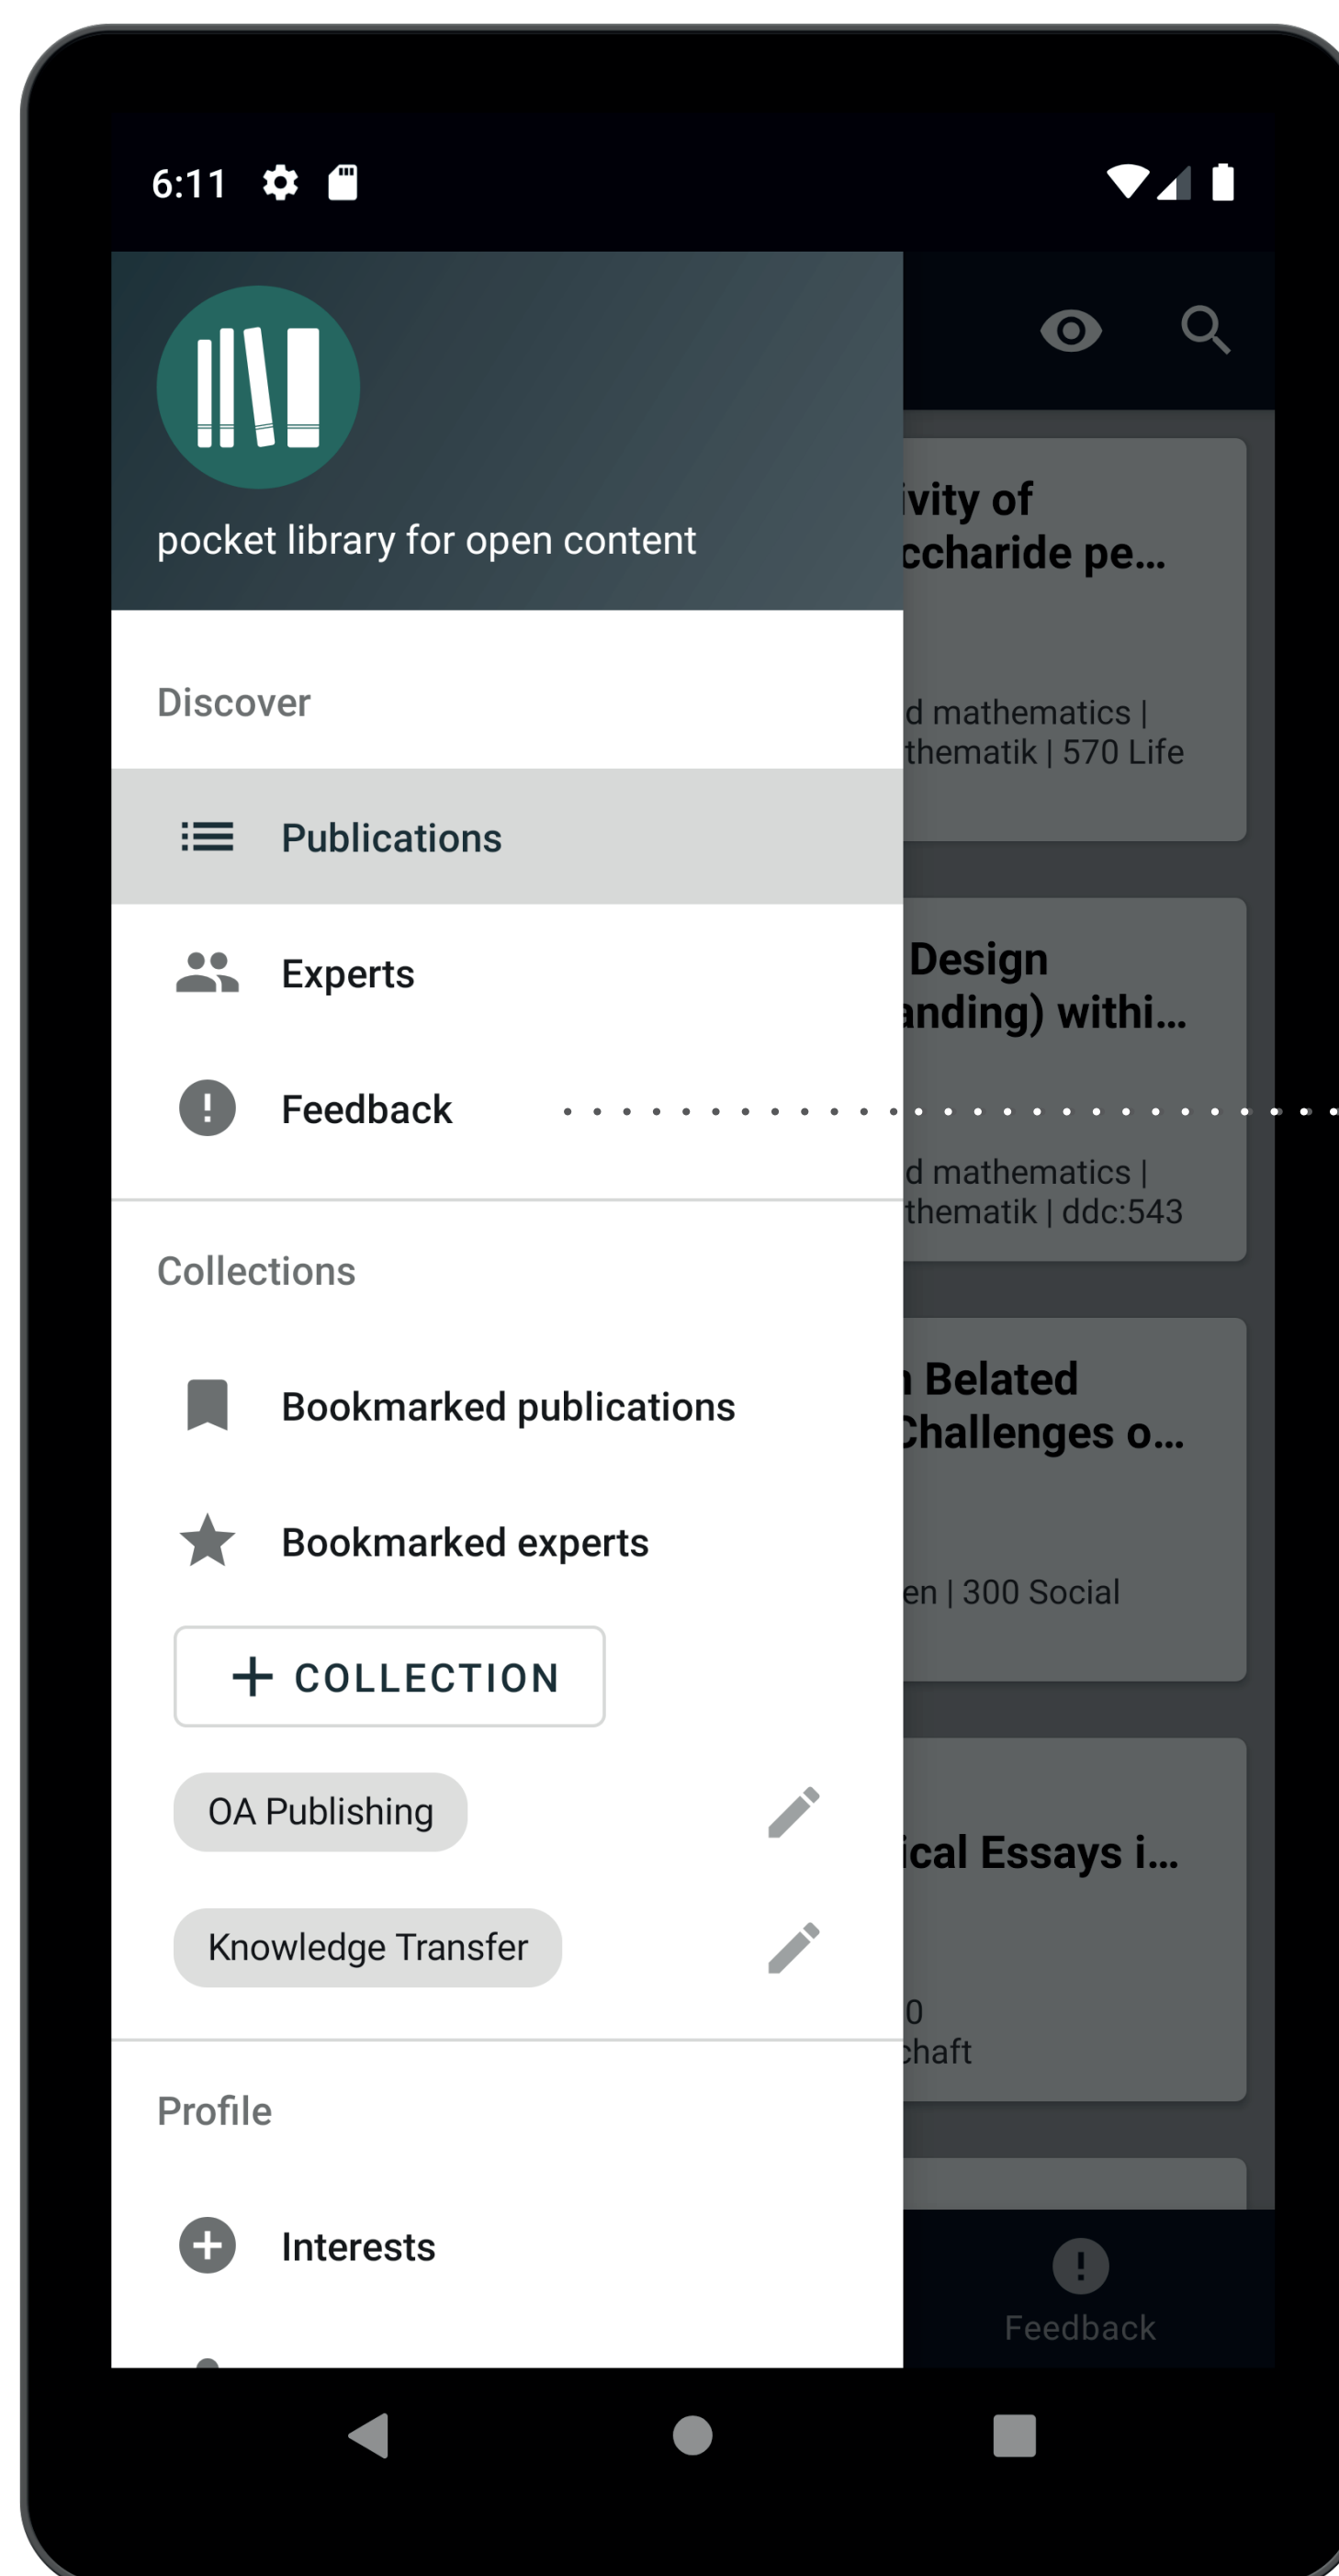 6:11
pocket library for open content
Discover
Publications
Experts
Feedback
Collections
Bookmarked publications
Bookmarked experts
COLLECTION
OA Publishing
Knowledge Transfer
Profile
Interests
ivity of
ccharide pe...
d mathematics |
thematik | 570 Life
Design
anding) withi...
d mathematics |
thematik | ddc:543
Belated
Challenges o...
en | 300 Social
ical Essays i...
0
chaft
Feedback